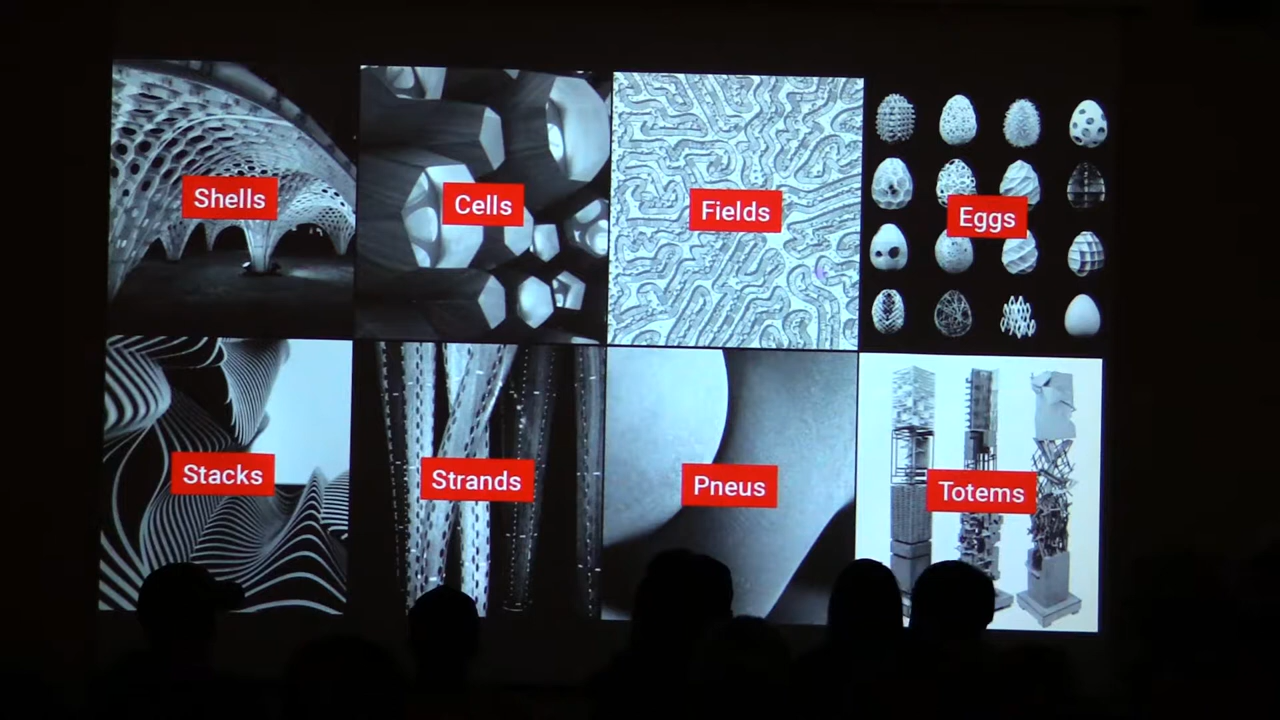 Shells
Cells
Fields
Eggs
Stacks
Strands
Pneus
Totems